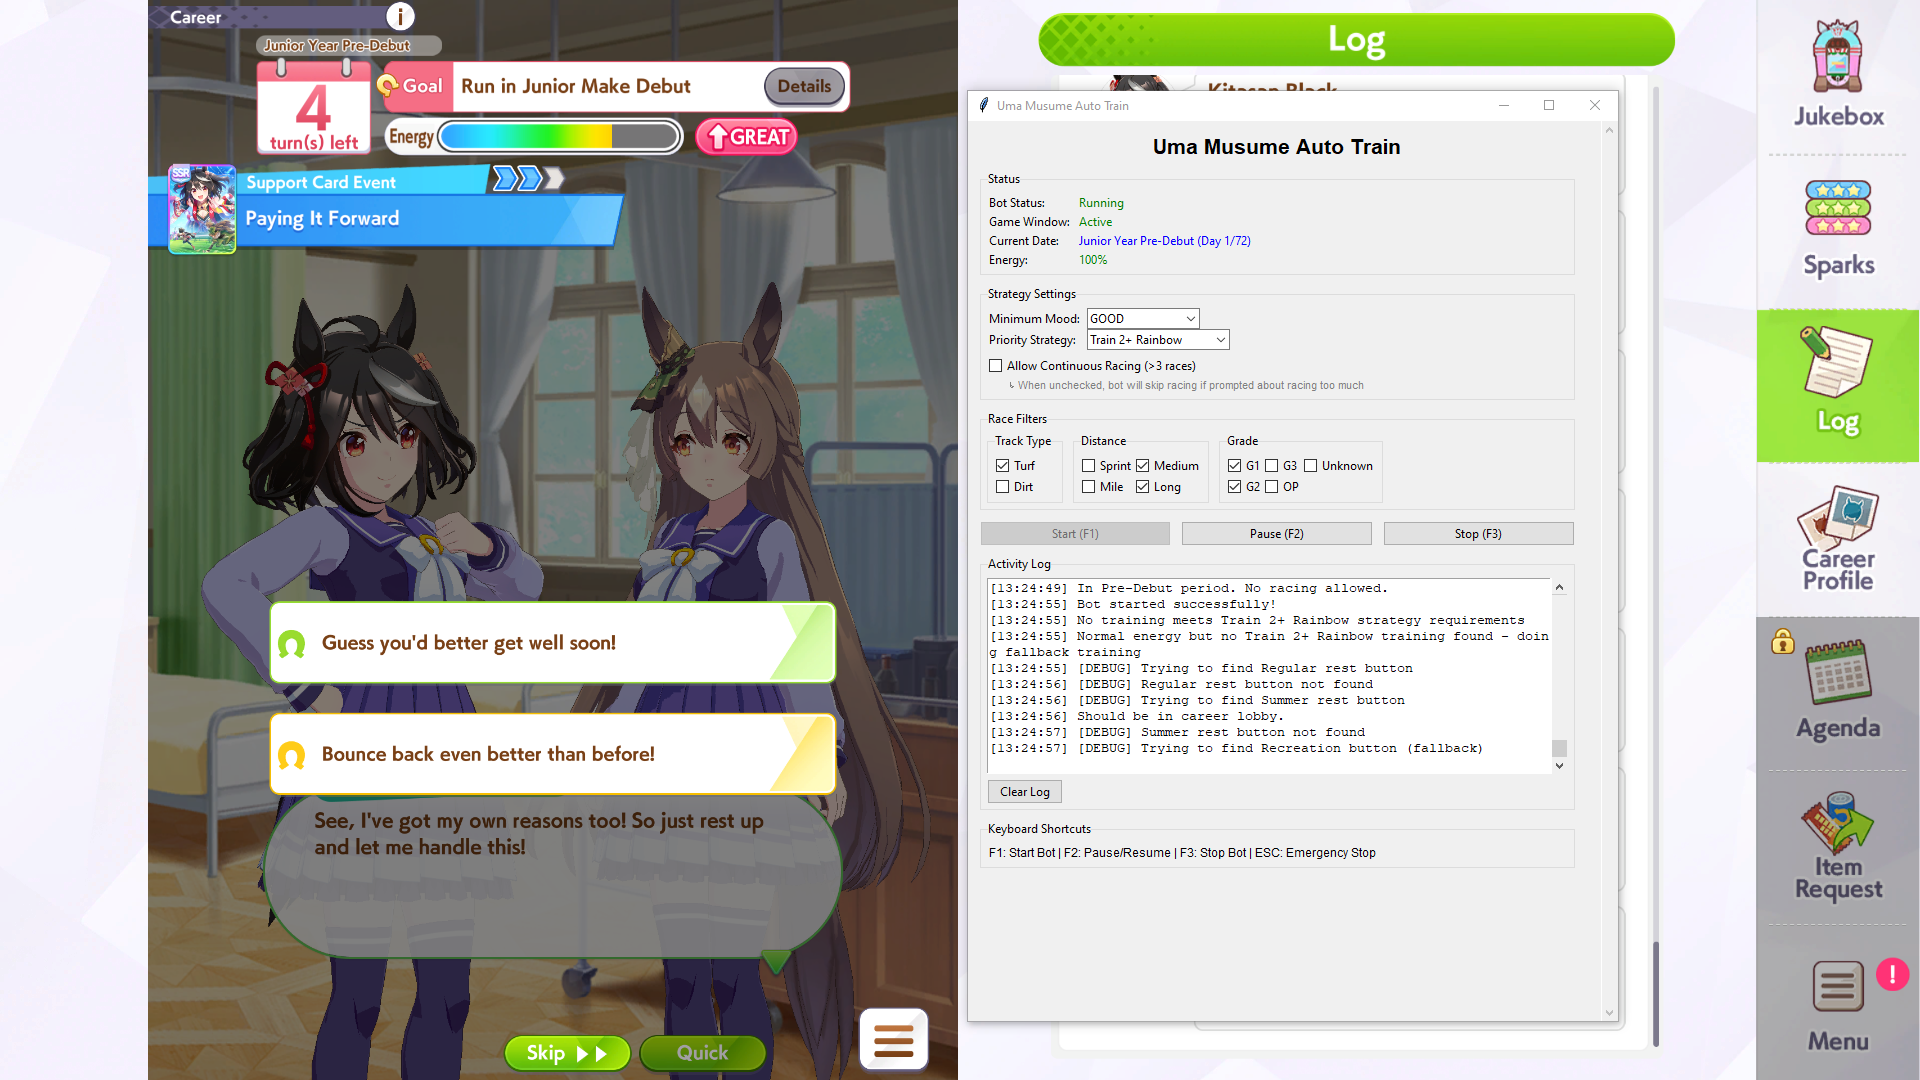 Career
i
Junior Year Pre-Debut
4
turn(s) left
Goal
Run in Junior Make Debut
Details
Energy
GREAT
SSR
Support Card Event
Paying It Forward
Guess you'd better get well soon!
Bounce back even better than before!
See, I've got my own reasons too! So just rest up
and let me handle this!
Skip
Quick
Log
Kitasan Black
Uma Musume Auto Train
Uma Musume Auto Train
Status
Bot Status: Running
Game Window: Active
Current Date: Junior Year Pre-Debut (Day 1/72)
Energy: 100%
Strategy Settings
Minimum Mood: GOOD
Priority Strategy: Train 2+ Rainbow
Allow Continuous Racing (>3 races)
↳ When unchecked, bot will skip racing if prompted about racing too much
Race Filters
Track Type
Turf
Dirt
Distance
Sprint Medium
Mile Long
Grade
G1 G3 Unknown
G2 OP
Start (F1)
Pause (F2)
Stop (F3)
Activity Log
[13:24:49] In Pre-Debut period. No racing allowed.
[13:24:55] Bot started successfully!
[13:24:55] No training meets Train 2+ Rainbow strategy requirements
[13:24:55] Normal energy but no Train 2+ Rainbow training found - doin
g fallback training
[13:24:55] [DEBUG] Trying to find Regular rest button
[13:24:56] [DEBUG] Regular rest button not found
[13:24:56] [DEBUG] Trying to find Summer rest button
[13:24:56] Should be in career lobby.
[13:24:57] [DEBUG] Summer rest button not found
[13:24:57] [DEBUG] Trying to find Recreation button (fallback)
Clear Log
Keyboard Shortcuts
F1: Start Bot | F2: Pause/Resume | F3: Stop Bot | ESC: Emergency Stop
Jukebox
Sparks
Log
Career
Profile
Agenda
Item
Request
!
Menu